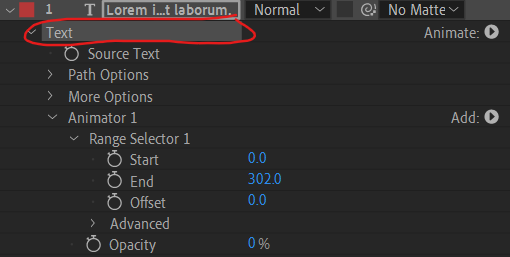 1 T Lorem i...t laborum. Normal No Matte
Text Animate:
Source Text
Path Options
More Options
Animator 1 Add:
Range Selector 1
Start 0.0
End 302.0
Offset 0.0
Advanced
Opacity 0 %